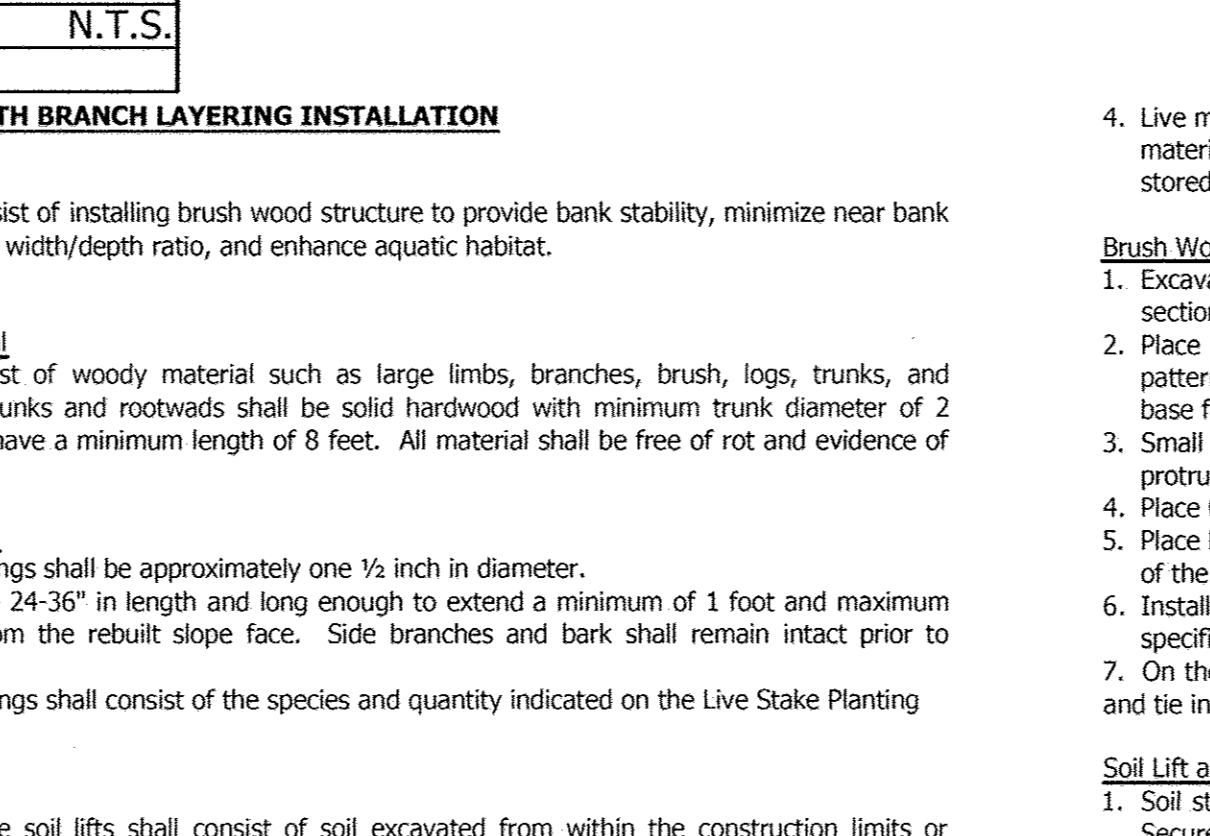 N.T.S.
TH BRANCH LAYERING INSTALLATION
sist of installing brush wood structure to provide bank stability, minimize near bank
width/depth ratio, and enhance aquatic habitat.
st of woody material such as large limbs, branches, brush, logs, trunks, and
unks and rootwads shall be solid hardwood with minimum trunk diameter of 2
have a minimum length of 8 feet. All material shall be free of rot and evidence of
ngs shall be approximately one ½ inch in diameter.
24-36" in length and long enough to extend a minimum of 1 foot and maximum
om the rebuilt slope face. Side branches and bark shall remain intact prior to
ngs shall consist of the species and quantity indicated on the Live Stake Planting
e soil lifts shall consist of soil excavated from within the construction limits or
4. Live m
materi
stored
Brush Wo
1. Excava
section
2. Place
pattern
base f
3. Small
protru
4. Place
5. Place
of the
6. Install
specifi
7. On the
and tie in
Soil Lift a
1. Soil st
Secure